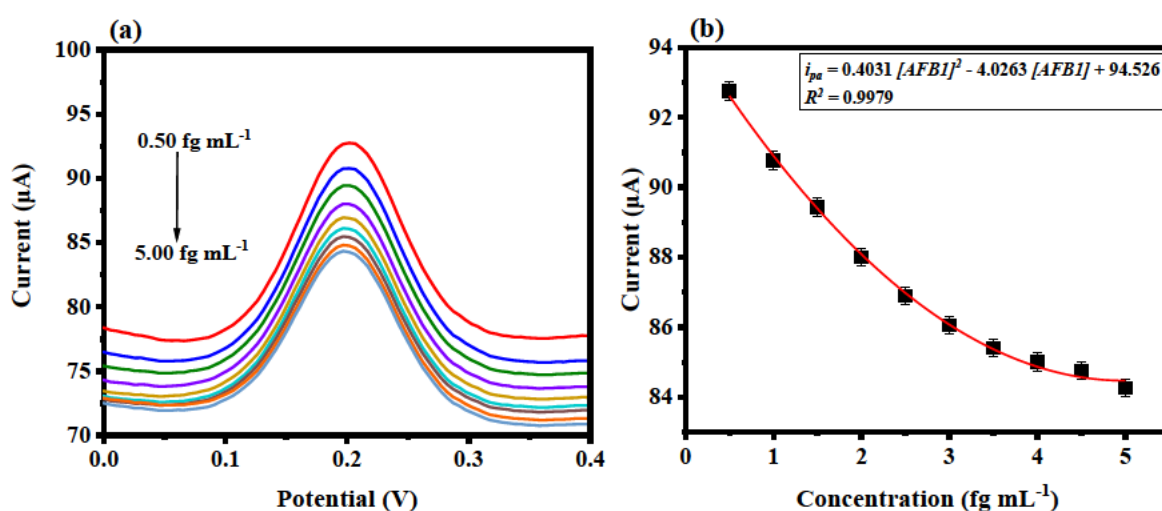 (a)
100
95
90
85
80
75
70
Current (µA)
0.50 fg mL⁻¹
5.00 fg mL⁻¹
0.0 0.1 0.2 0.3 0.4
Potential (V)
(b)
94
92
90
88
86
84
Current (µA)
i_pa = 0.4031 [AFB1]² - 4.0263 [AFB1] + 94.526
R² = 0.9979
0 1 2 3 4 5
Concentration (fg mL⁻¹)